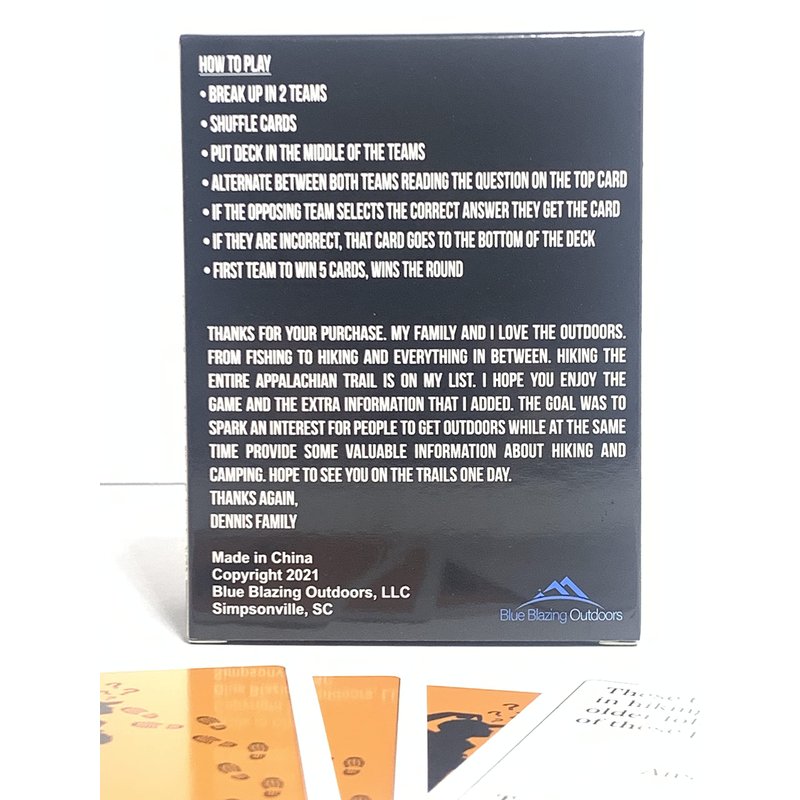 HOW TO PLAY
• BREAK UP IN 2 TEAMS
• SHUFFLE CARDS
• PUT DECK IN THE MIDDLE OF THE TEAMS
• ALTERNATE BETWEEN BOTH TEAMS READING THE QUESTION ON THE TOP CARD
• IF THE OPPOSING TEAM SELECTS THE CORRECT ANSWER THEY GET THE CARD
• IF THEY ARE INCORRECT, THAT CARD GOES TO THE BOTTOM OF THE DECK
• FIRST TEAM TO WIN 5 CARDS, WINS THE ROUND
THANKS FOR YOUR PURCHASE. MY FAMILY AND I LOVE THE OUTDOORS.
FROM FISHING TO HIKING AND EVERYTHING IN BETWEEN. HIKING THE
ENTIRE APPALACHIAN TRAIL IS ON MY LIST. I HOPE YOU ENJOY THE
GAME AND THE EXTRA INFORMATION THAT I ADDED. THE GOAL WAS TO
SPARK AN INTEREST FOR PEOPLE TO GET OUTDOORS WHILE AT THE SAME
TIME PROVIDE SOME VALUABLE INFORMATION ABOUT HIKING AND
CAMPING. HOPE TO SEE YOU ON THE TRAILS ONE DAY.
THANKS AGAIN,
DENNIS FAMILY
Made in China
Copyright 2021
Blue Blazing Outdoors, LLC
Simpsonville, SC
Blue Blazing Outdoors
? ?
? ?
These
in hiking
older
of these